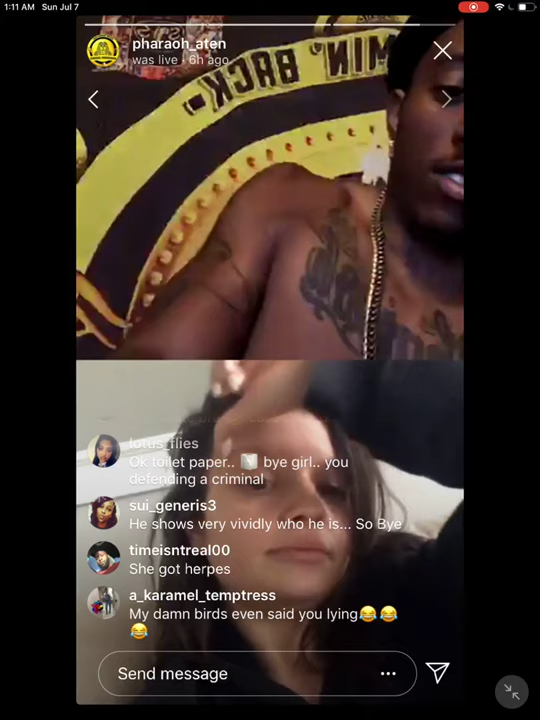 1:11 AM Sun Jul 7
pharaoh_aten
was live · 6h ago
MIN' BACK
lotus_flies
Ok toilet paper.. 🧻 bye girl.. you
defending a criminal
sui_generis3
He shows very vividly who he is... So Bye
timeisntreal00
She got herpes
a_karamel_temptress
My damn birds even said you lying😂😂
😂
Send message